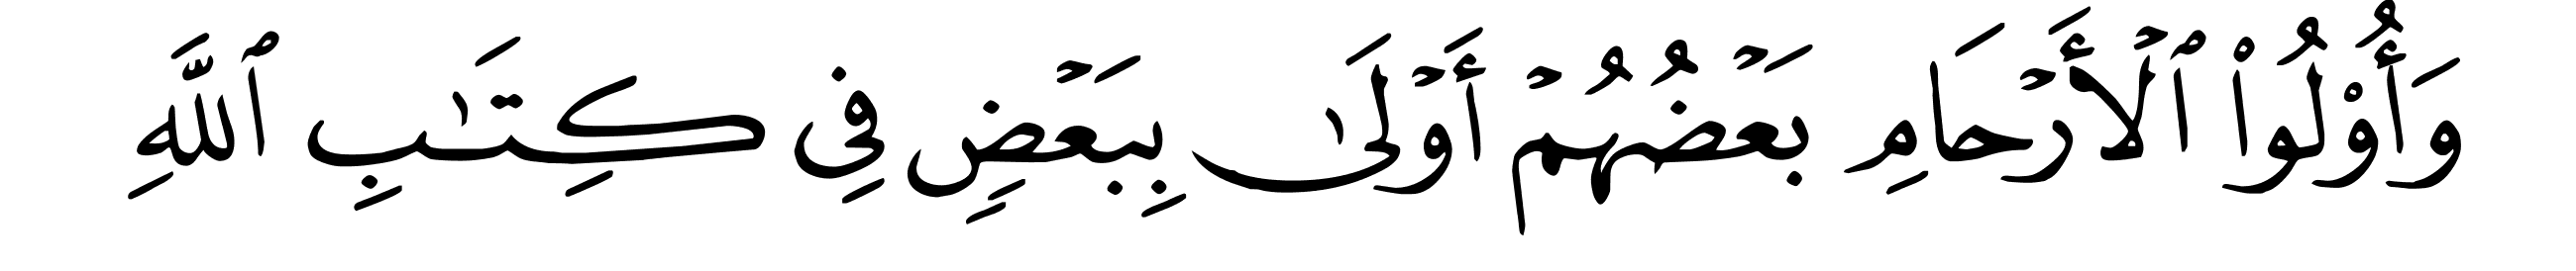 وَأُو۟لُوا۟ ٱلْأَرْحَامِ بَعْضُهُمْ أَوْلَىٰ بِبَعْضٍ فِى كِتَـٰبِ ٱللَّهِ